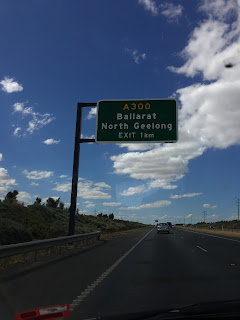 A300
Ballarat
North Geelong
EXIT 1km